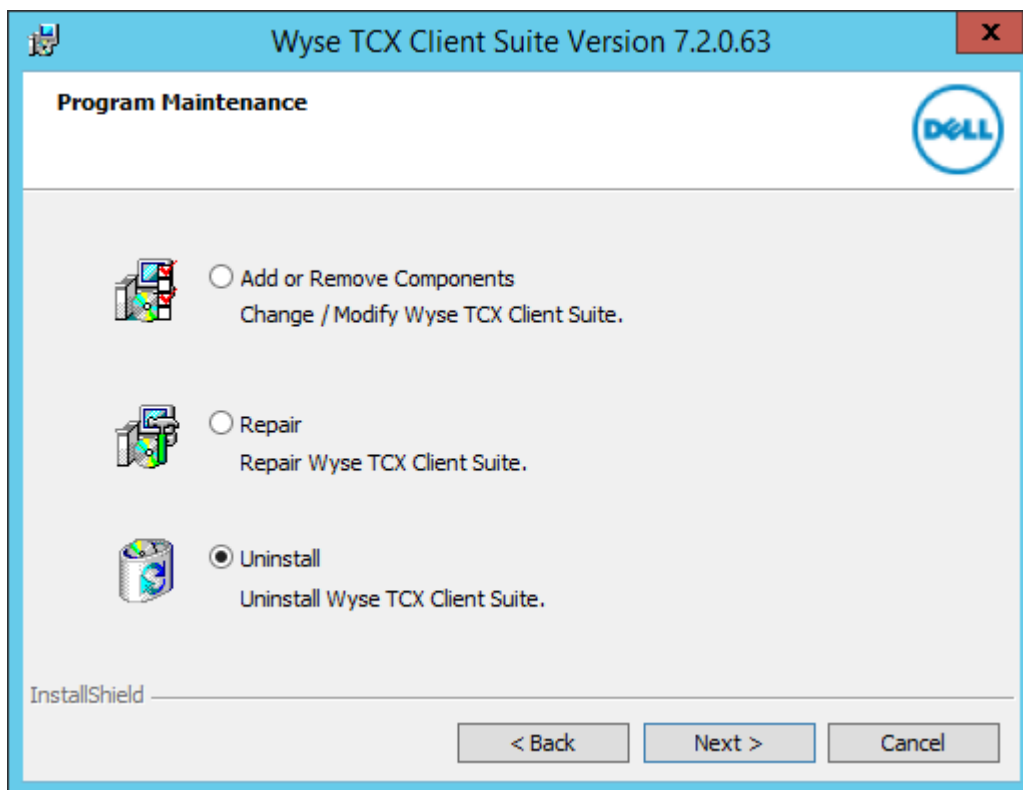 Wyse TCX Client Suite Version 7.2.0.63
x
Program Maintenance
DELL
Add or Remove Components
Change / Modify Wyse TCX Client Suite.
Repair
Repair Wyse TCX Client Suite.
Uninstall
Uninstall Wyse TCX Client Suite.
InstallShield
< Back Next > Cancel